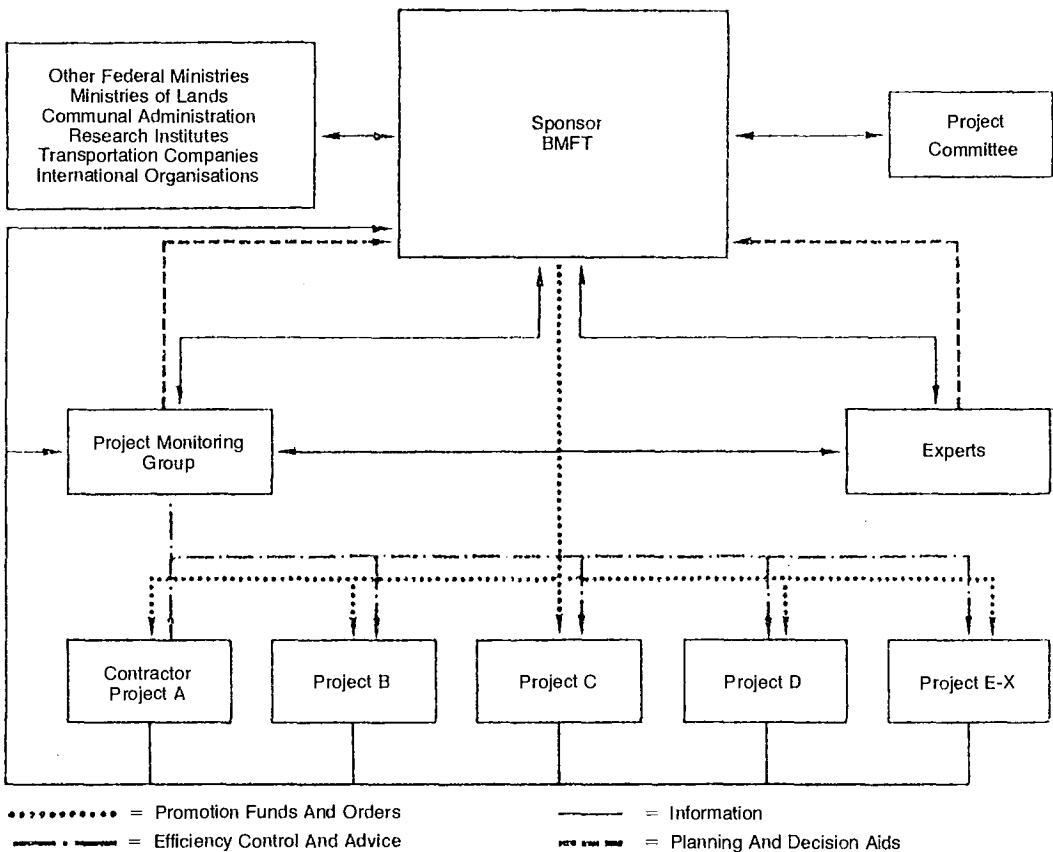 Other Federal Ministries
Ministries of Lands
Communal Administration
Research Institutes
Transportation Companies
International Organisations
Sponsor
BMFT
Project
Committee
Project Monitoring
Group
Experts
Contractor
Project A
Project B
Project C
Project D
Project E-X
= Promotion Funds And Orders
= Information
= Efficiency Control And Advice
= Planning And Decision Aids